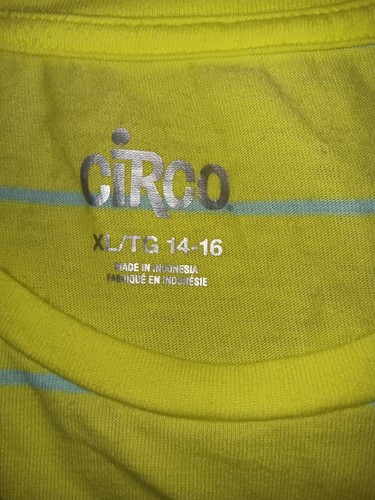 CiRCO
XL/TG 14-16
MADE IN INDONESIA
FABRIQUÉ EN INDONÉSIE